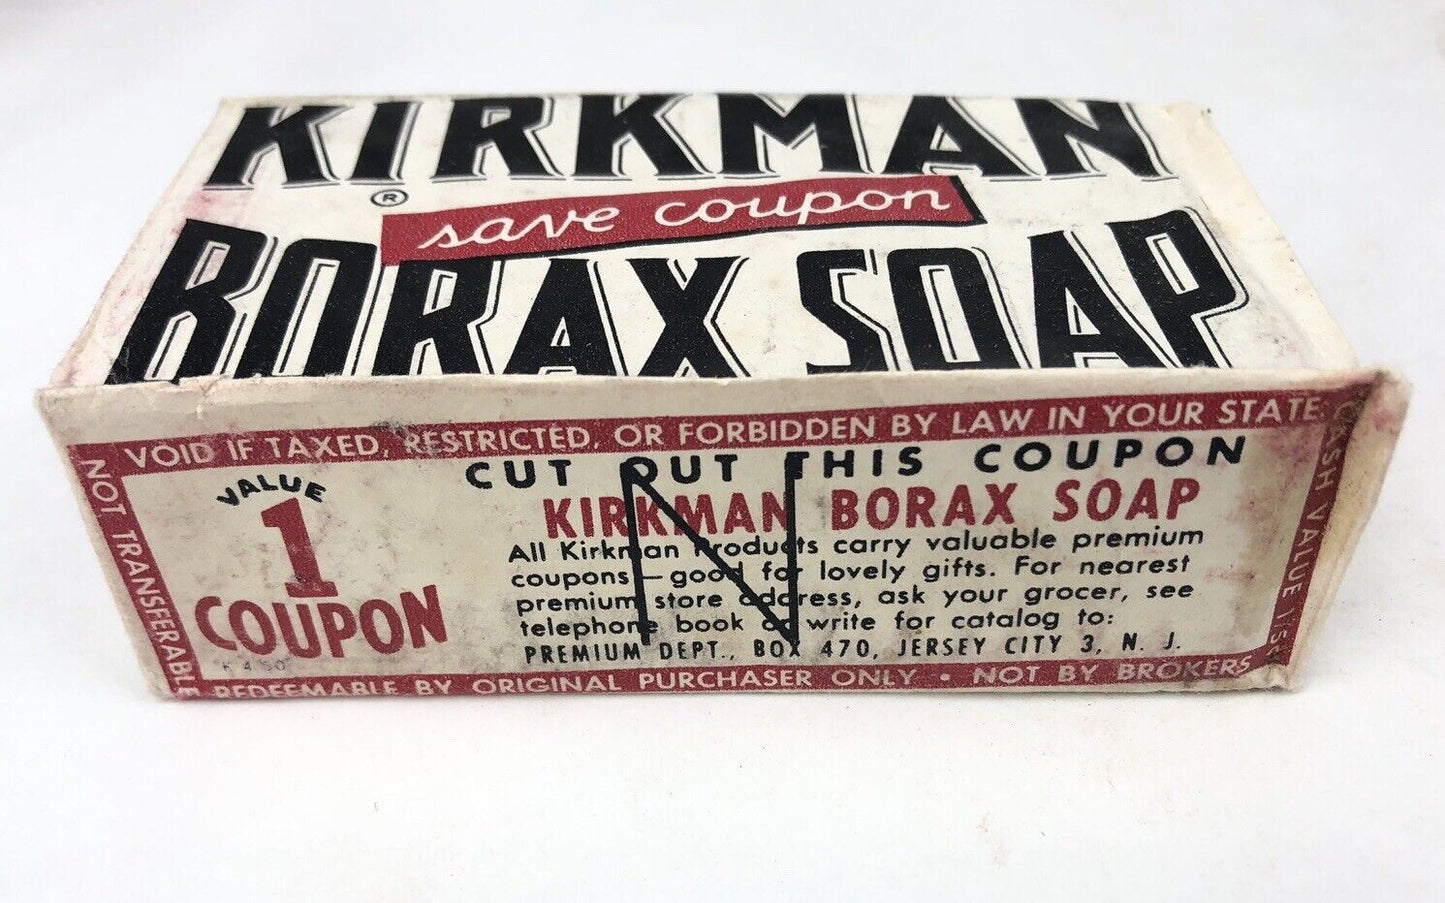 KIRKMAN
®
save coupon
BORAX SOAP
VOID IF TAXED, RESTRICTED, OR FORBIDDEN BY LAW IN YOUR STATE
NOT TRANSFERABLE
VALUE
1
COUPON
CUT OUT THIS COUPON
KIRKMAN BORAX SOAP
All Kirkman Products carry valuable premium
coupons—good for lovely gifts. For nearest
premium store address, ask your grocer, see
telephone book or write for catalog to:
PREMIUM DEPT., BOX 470, JERSEY CITY 3, N. J.
N
CASH VALUE
REDEEMABLE BY ORIGINAL PURCHASER ONLY • NOT BY BROKERS